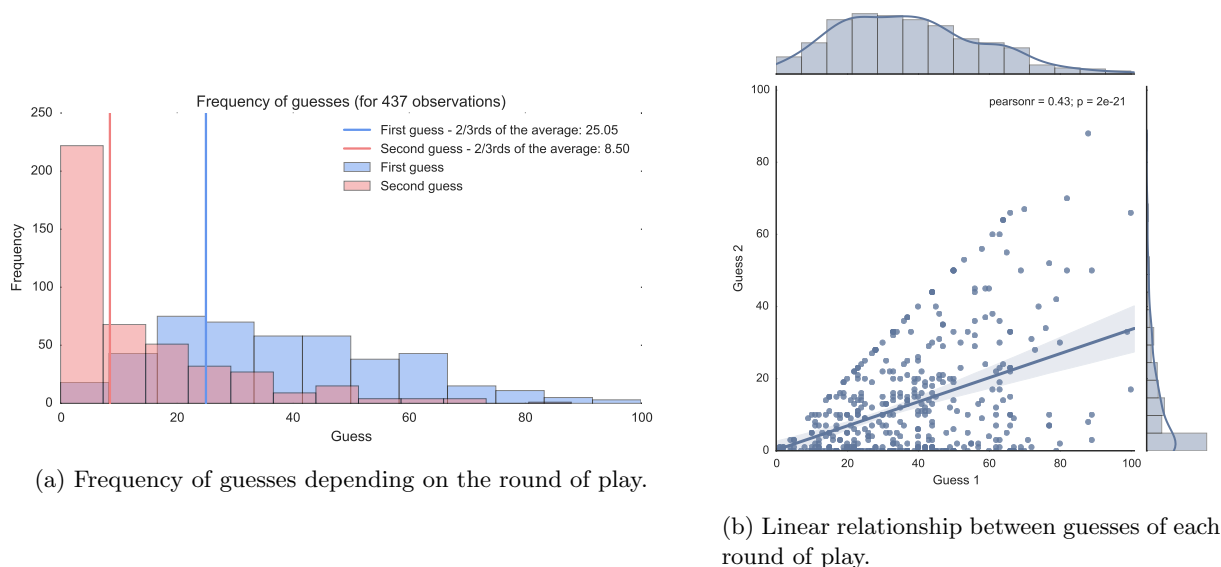 Frequency of guesses (for 437 observations)
250
200
150
100
50
0
Frequency
First guess - 2/3rds of the average: 25.05
Second guess - 2/3rds of the average: 8.50
First guess
Second guess
0 20 40 60 80 100
Guess
(a) Frequency of guesses depending on the round of play.
pearsonr = 0.43; p = 2e-21
100
80
60
40
20
0
Guess 2
0 20 40 60 80 100
Guess 1
(b) Linear relationship between guesses of each
round of play.